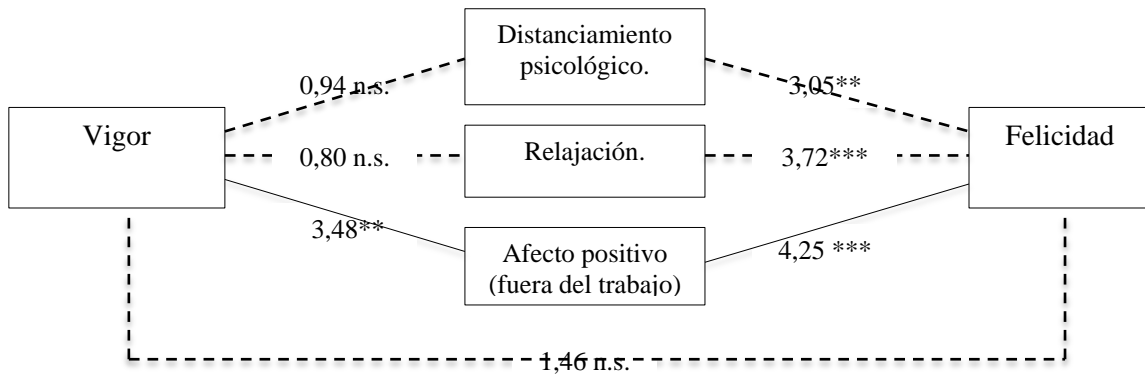 Distanciamiento
psicológico.
0,94 n.s.
3,05**
Vigor
Felicidad
Relajación.
0,80 n.s.
3,72***
3,48**
Afecto positivo
(fuera del trabajo)
4,25 ***
1,46 n.s.